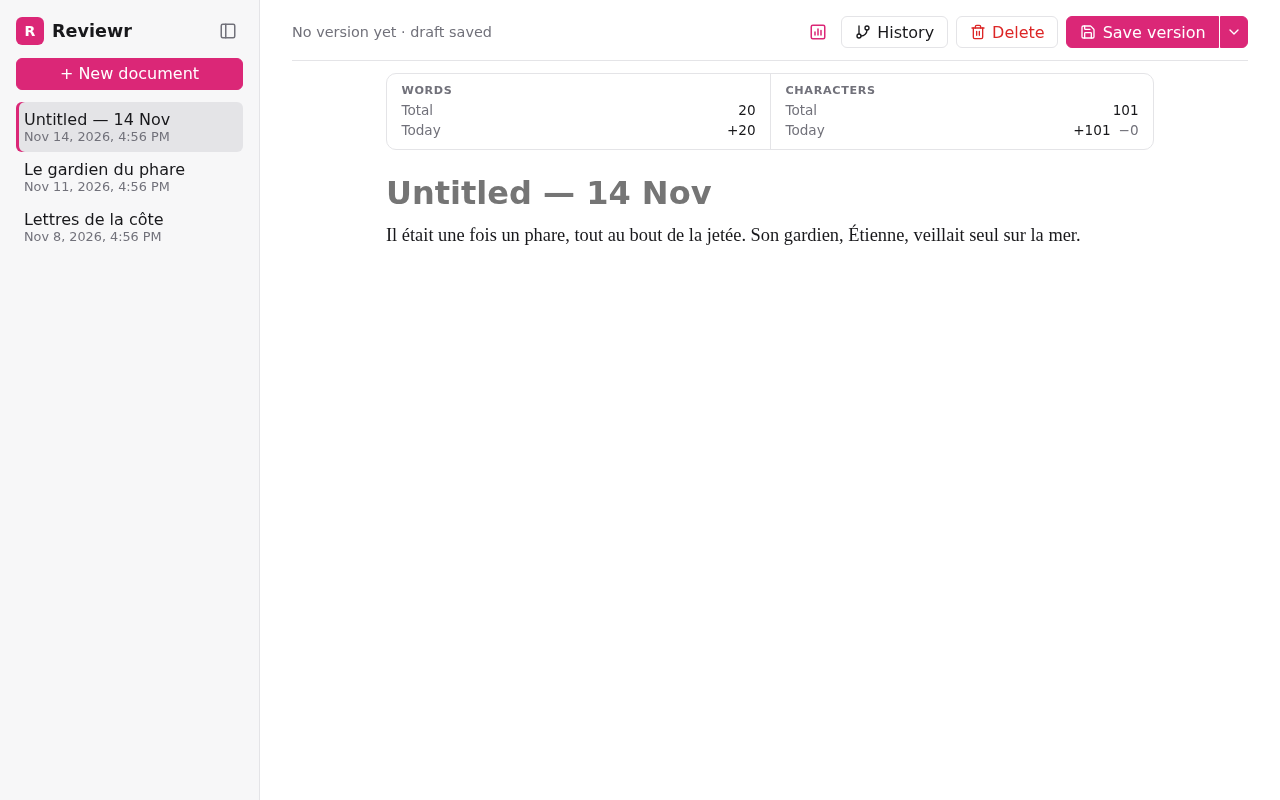 R Reviewr
+ New document
Untitled — 14 Nov
Nov 14, 2026, 4:56 PM
Le gardien du phare
Nov 11, 2026, 4:56 PM
Lettres de la côte
Nov 8, 2026, 4:56 PM
No version yet · draft saved
History
Delete
Save version
WORDS
Total 20
Today +20
CHARACTERS
Total 101
Today +101 −0
Untitled — 14 Nov
Il était une fois un phare, tout au bout de la jetée. Son gardien, Étienne, veillait seul sur la mer.